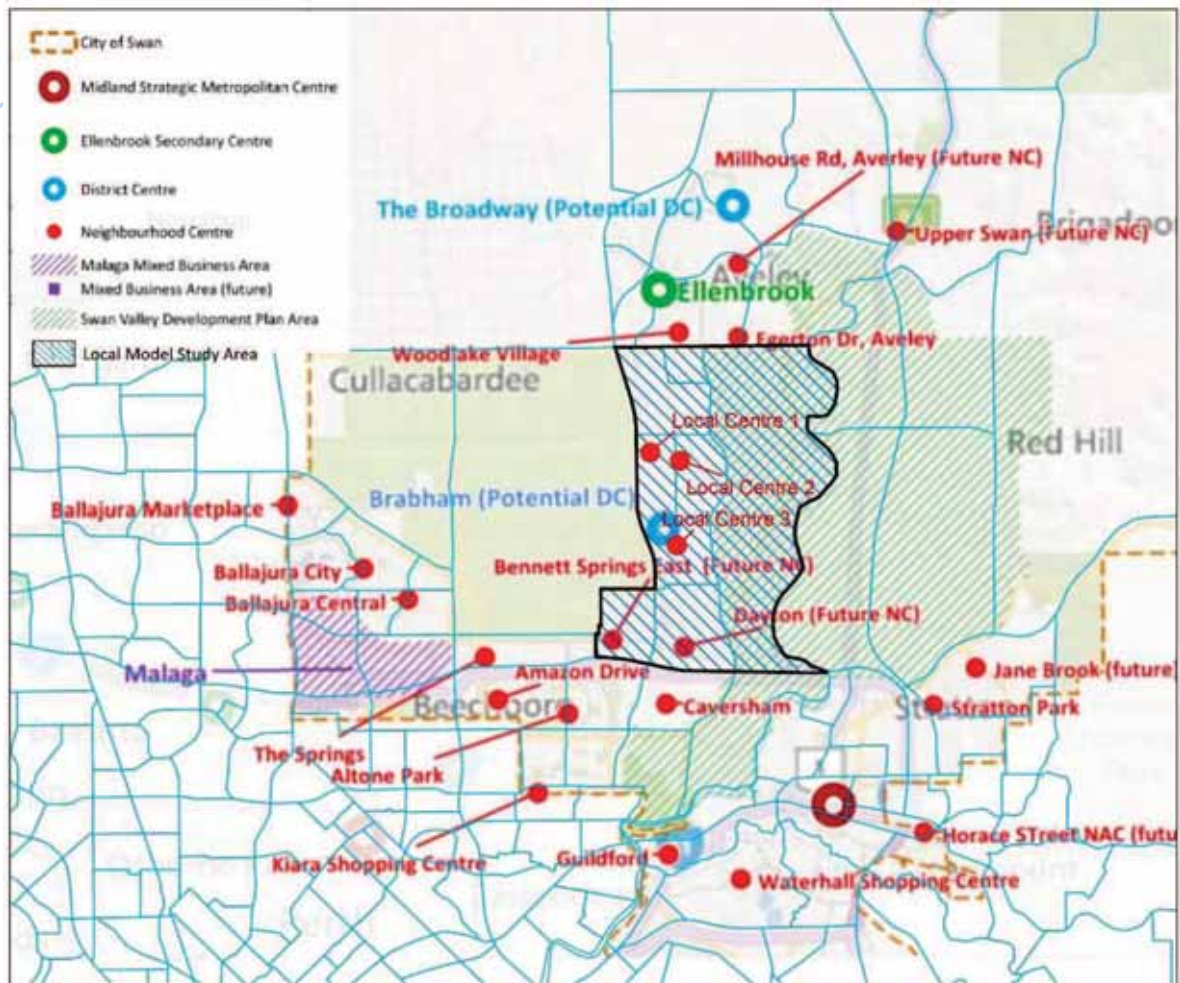 City of Swan
Midland Strategic Metropolitan Centre
Ellenbrook Secondary Centre
District Centre
Neighbourhood Centre
Malaga Mixed Business Area
Mixed Business Area (future)
Swan Valley Development Plan Area
Local Model Study Area
Millhouse Rd, Averley (Future NC)
The Broadway (Potential DC)
Upper Swan (Future NC)
Brigadoo
Aveley
Ellenbrook
Woodlake Village
Egerton Dr, Aveley
Cullacabardee
Local Centre 1
Red Hill
Local Centre 2
Brabham (Potential DC)
Ballajura Marketplace
Local Centre 3
Bennett Springs East (Future NC)
Ballajura City
Ballajura Central
Dayton (Future NC)
Malaga
Amazon Drive
Jane Brook (future)
Beechboro
Caversham
Stratton Park
The Springs
Altone Park
Horace STreet NAC (futu
Kiara Shopping Centre
Guildford
Waterhall Shopping Centre